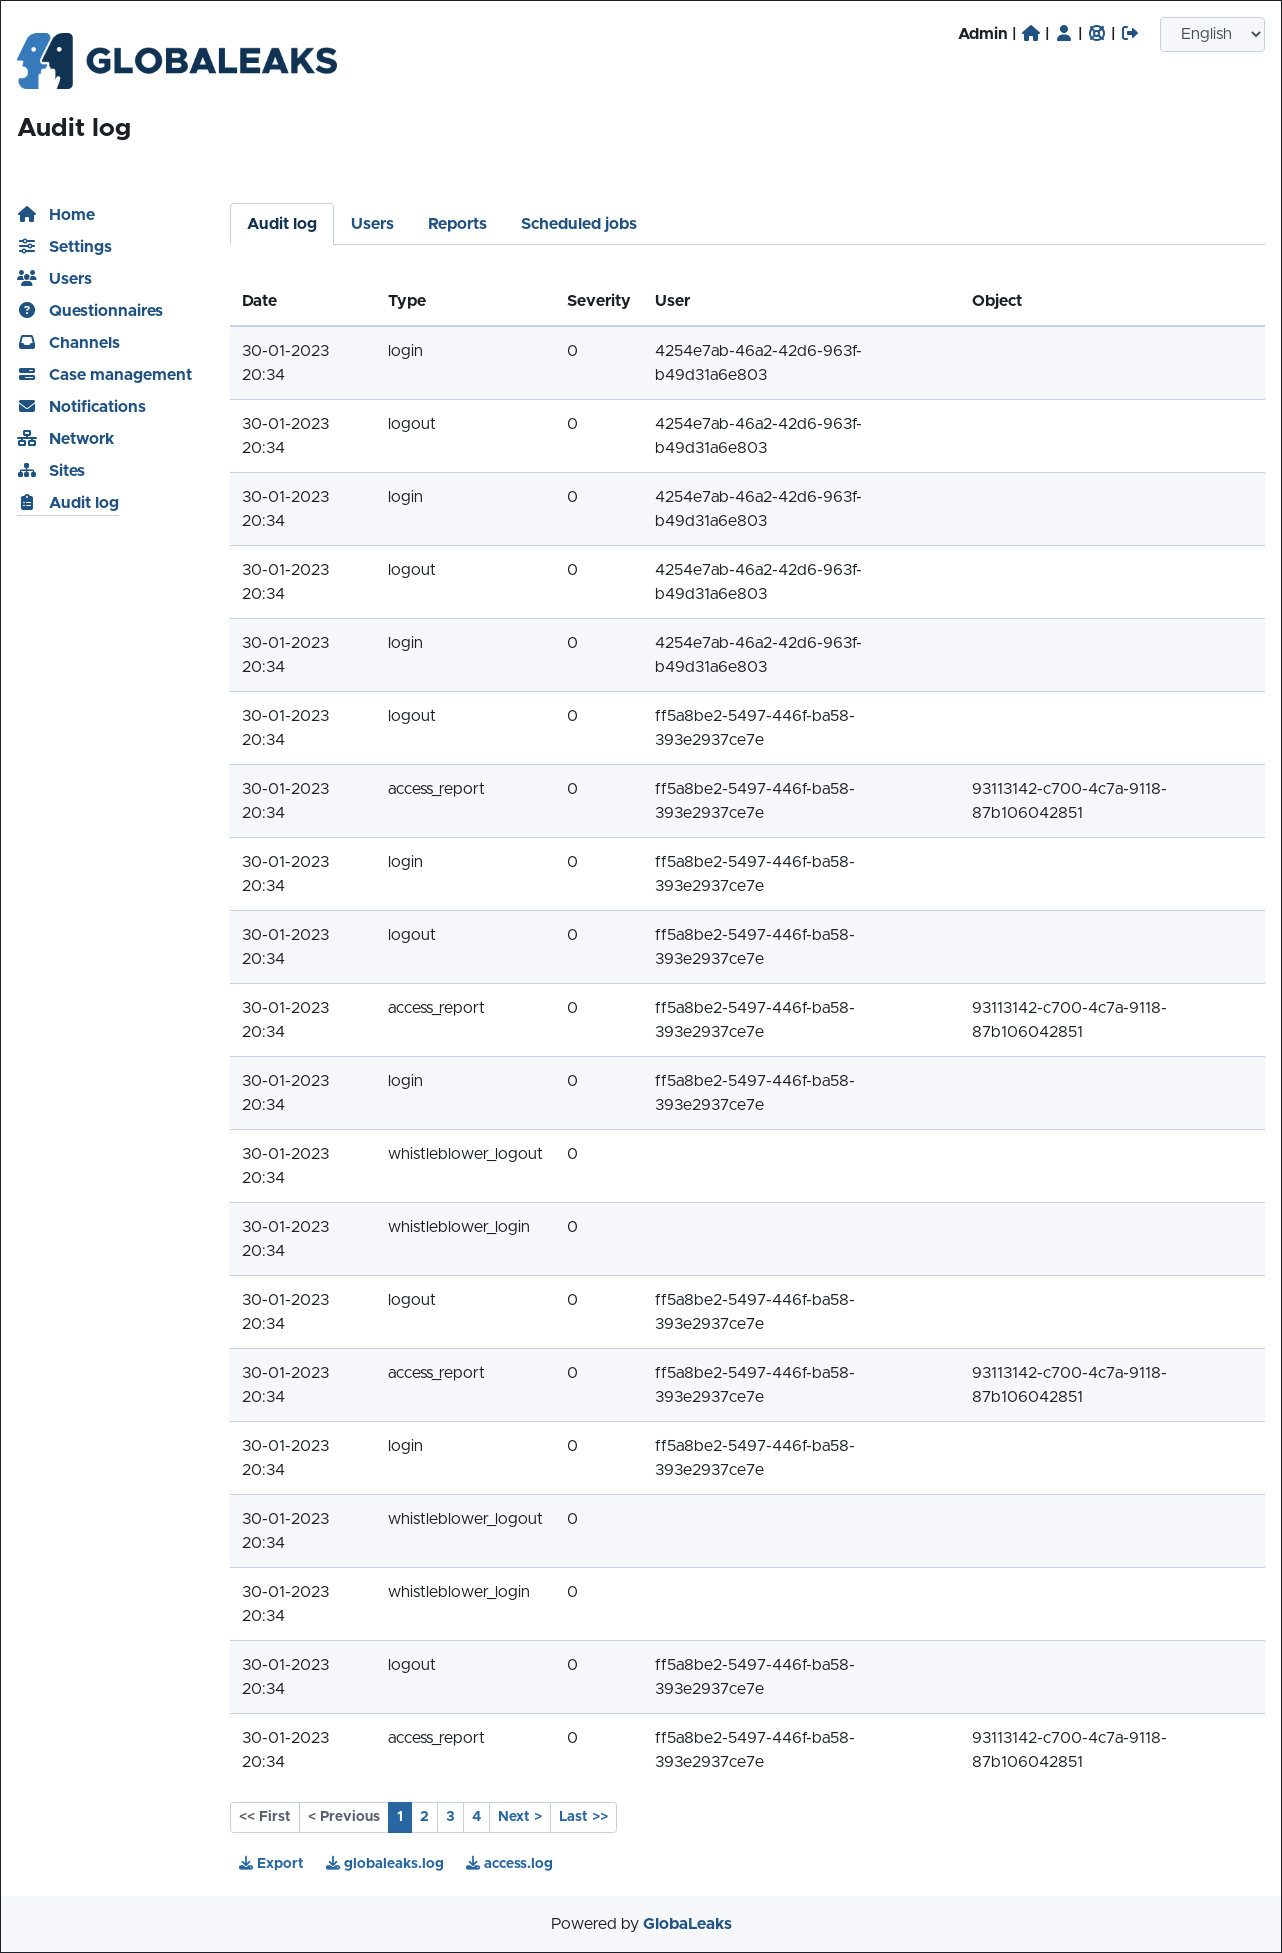 Admin | | | |
English
GLOBALEAKS
Audit log
Home
Settings
Users
Questionnaires
Channels
Case management
Notifications
Network
Sites
Audit log
Audit log Users Reports Scheduled jobs
Date Type Severity User Object
30-01-2023 login 0 4254e7ab-46a2-42d6-963f-
20:34 b49d31a6e803
30-01-2023 logout 0 4254e7ab-46a2-42d6-963f-
20:34 b49d31a6e803
30-01-2023 login 0 4254e7ab-46a2-42d6-963f-
20:34 b49d31a6e803
30-01-2023 logout 0 4254e7ab-46a2-42d6-963f-
20:34 b49d31a6e803
30-01-2023 login 0 4254e7ab-46a2-42d6-963f-
20:34 b49d31a6e803
30-01-2023 logout 0 ff5a8be2-5497-446f-ba58-
20:34 393e2937ce7e
30-01-2023 access_report 0 ff5a8be2-5497-446f-ba58- 93113142-c700-4c7a-9118-
20:34 393e2937ce7e 87b106042851
30-01-2023 login 0 ff5a8be2-5497-446f-ba58-
20:34 393e2937ce7e
30-01-2023 logout 0 ff5a8be2-5497-446f-ba58-
20:34 393e2937ce7e
30-01-2023 access_report 0 ff5a8be2-5497-446f-ba58- 93113142-c700-4c7a-9118-
20:34 393e2937ce7e 87b106042851
30-01-2023 login 0 ff5a8be2-5497-446f-ba58-
20:34 393e2937ce7e
30-01-2023 whistleblower_logout 0
20:34
30-01-2023 whistleblower_login 0
20:34
30-01-2023 logout 0 ff5a8be2-5497-446f-ba58-
20:34 393e2937ce7e
30-01-2023 access_report 0 ff5a8be2-5497-446f-ba58- 93113142-c700-4c7a-9118-
20:34 393e2937ce7e 87b106042851
30-01-2023 login 0 ff5a8be2-5497-446f-ba58-
20:34 393e2937ce7e
30-01-2023 whistleblower_logout 0
20:34
30-01-2023 whistleblower_login 0
20:34
30-01-2023 logout 0 ff5a8be2-5497-446f-ba58-
20:34 393e2937ce7e
30-01-2023 access_report 0 ff5a8be2-5497-446f-ba58- 93113142-c700-4c7a-9118-
20:34 393e2937ce7e 87b106042851
<< First < Previous 1 2 3 4 Next > Last >>
Export globaleaks.log access.log
Powered by GlobaLeaks